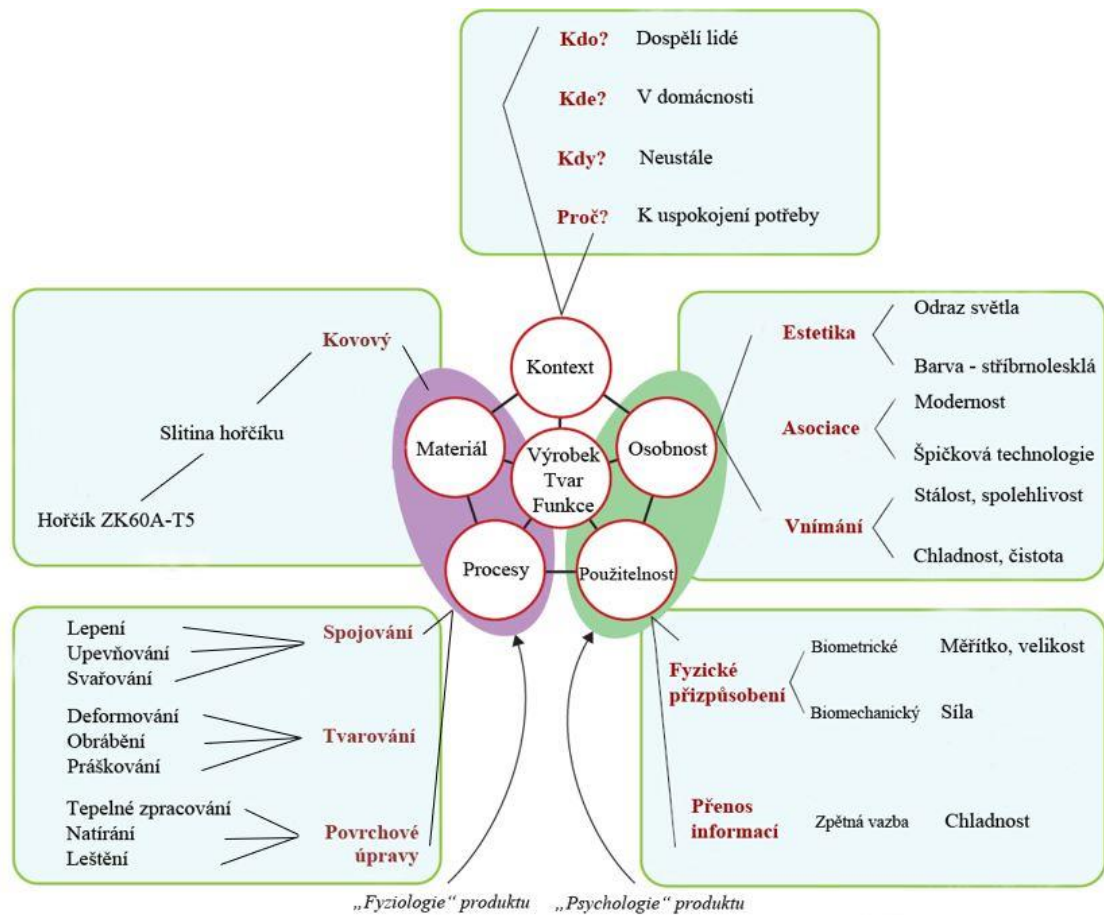 Kdo? Dospělí lidé
Kde? V domácnosti
Kdy? Neustále
Proč? K uspokojení potřeby
Kovový
Slitina hořčíku
Hořčík ZK60A-T5
Kontext
Materiál
Výrobek
Tvar
Funkce
Osobnost
Procesy
Použitelnost
Estetika
Odraz světla
Barva - stříbrnolesklá
Asociace
Modernost
Špičková technologie
Vnímání
Stálost, spolehlivost
Chladnost, čistota
Lepení
Upevňování
Svařování
Spojování
Deformování
Obrábění
Práškování
Tvarování
Tepelné zpracování
Natírání
Leštění
Povrchové
úpravy
Fyzické
přizpůsobení
Biometrické
Měřítko, velikost
Biomechanický
Síla
Přenos
informací
Zpětná vazba
Chladnost
„Fyziologie“ produktu
„Psychologie“ produktu